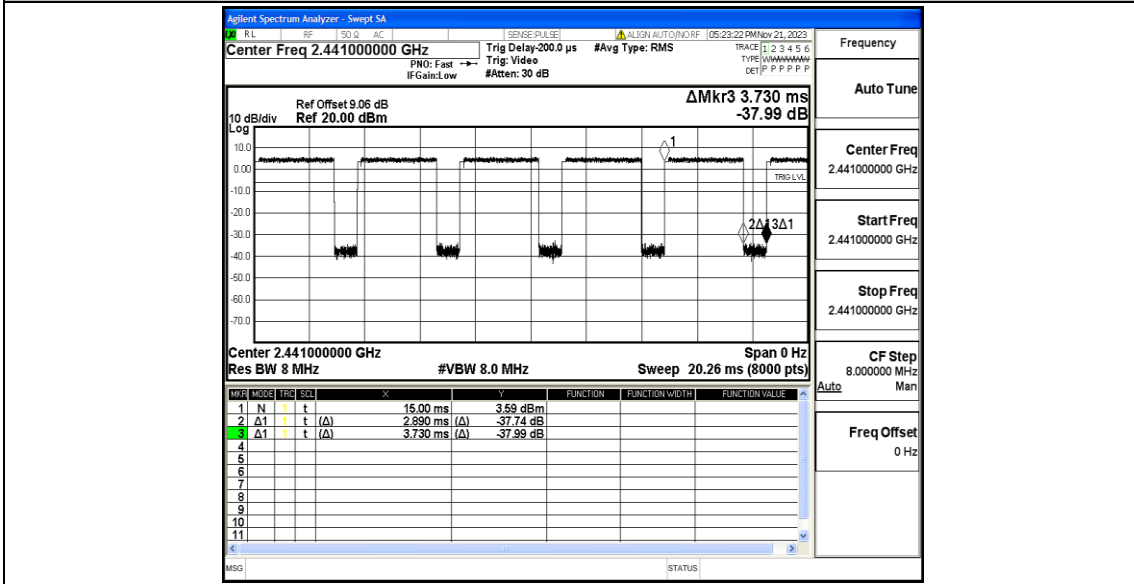 Agilent Spectrum Analyzer - Swept SA
LXI RL RF 50 Ω AC SENSE:PULSE ALIGN AUTO/NO RF 05:23:22 PM Nov 21, 2023
Center Freq 2.441000000 GHz Trig Delay-200.0 µs #Avg Type: RMS TRACE 1 2 3 4 5 6
PNO: Fast Trig: Video TYPE WWWWWW
IFGain:Low #Atten: 30 dB DET P P P P P P
ΔMkr3 3.730 ms
Ref Offset 9.06 dB
10 dB/div Ref 20.00 dBm -37.99 dB
Log
10.0
0.00
-10.0
-20.0
-30.0
-40.0
-50.0
-60.0
-70.0
1
TRIG LVL
2Δ13Δ1
Center 2.441000000 GHz Span 0 Hz
Res BW 8 MHz #VBW 8.0 MHz Sweep 20.26 ms (8000 pts)
MKR MODE TRC SCL X Y FUNCTION FUNCTION WIDTH FUNCTION VALUE
1 N 1 t 15.00 ms 3.59 dBm
2 Δ1 1 t (Δ) 2.890 ms (Δ) -37.74 dB
3 Δ1 1 t (Δ) 3.730 ms (Δ) -37.99 dB
4
5
6
7
8
9
10
11
MSG STATUS
Frequency
Auto Tune
Center Freq
2.441000000 GHz
Start Freq
2.441000000 GHz
Stop Freq
2.441000000 GHz
CF Step
8.000000 MHz
Auto Man
Freq Offset
0 Hz